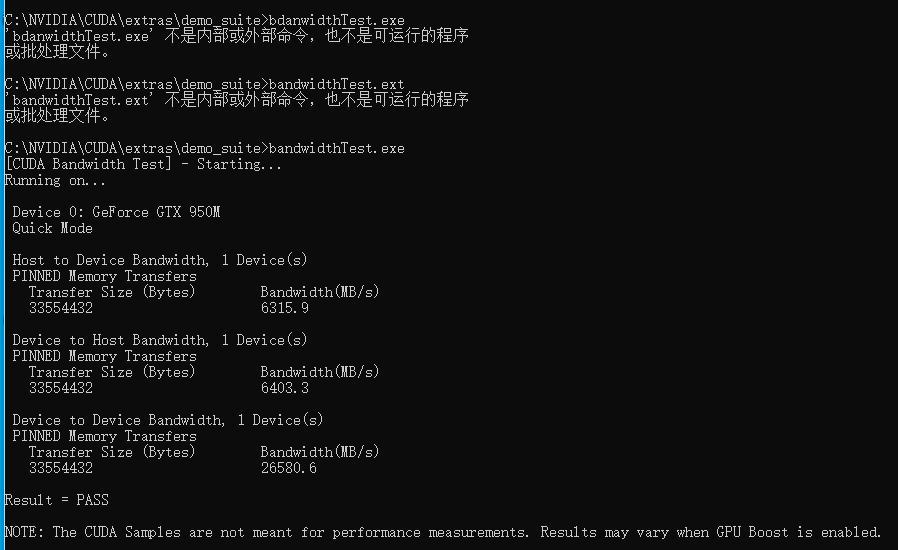 C:\NVIDIA\CUDA\extras\demo_suite>bdanwidthTest.exe
'bdanwidthTest.exe' 不是内部或外部命令，也不是可运行的程序
或批处理文件。
C:\NVIDIA\CUDA\extras\demo_suite>bandwidthTest.ext
'bandwidthTest.ext' 不是内部或外部命令，也不是可运行的程序
或批处理文件。
C:\NVIDIA\CUDA\extras\demo_suite>bandwidthTest.exe
[CUDA Bandwidth Test] - Starting...
Running on...
Device 0: GeForce GTX 950M
Quick Mode
Host to Device Bandwidth, 1 Device(s)
PINNED Memory Transfers
Transfer Size (Bytes) Bandwidth(MB/s)
33554432 6315.9
Device to Host Bandwidth, 1 Device(s)
PINNED Memory Transfers
Transfer Size (Bytes) Bandwidth(MB/s)
33554432 6403.3
Device to Device Bandwidth, 1 Device(s)
PINNED Memory Transfers
Transfer Size (Bytes) Bandwidth(MB/s)
33554432 26580.6
Result = PASS
NOTE: The CUDA Samples are not meant for performance measurements. Results may vary when GPU Boost is enabled.